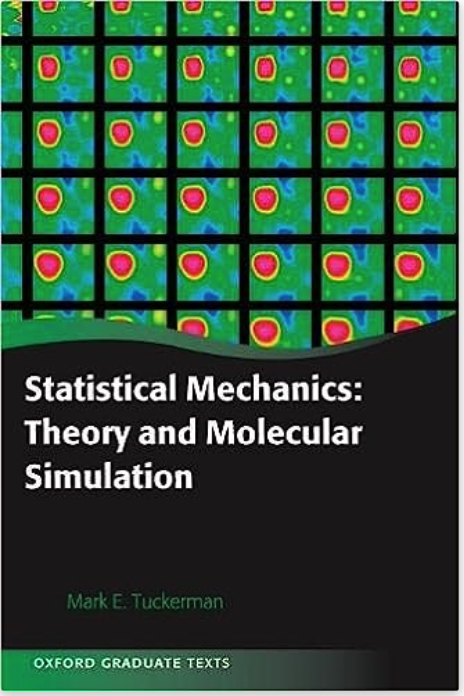 Statistical Mechanics:
Theory and Molecular
Simulation
Mark E. Tuckerman
OXFORD GRADUATE TEXTS